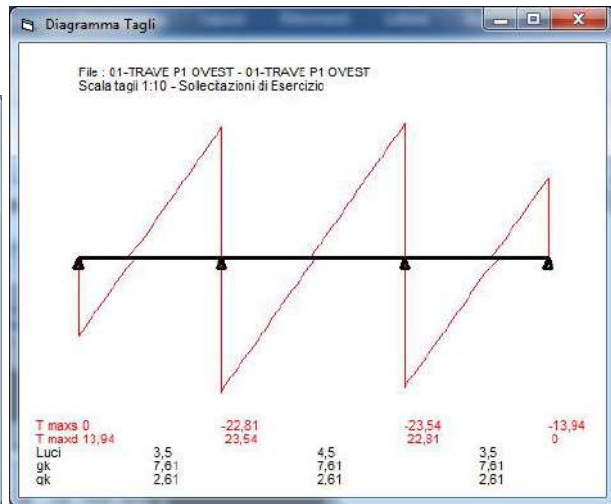 Diagramma Tagli
File : 01-TRAVE P1 OVEST - 01-TRAVE P1 OVEST
Scala tagli 1:10 - Sollecitazioni di Esercizio
T maxs 0 -22,81 -23,54 -13,94
T maxd 13,94 23,54 22,81 0
Luci 3,5 4,5 3,5
gk 7,61 7,61 7,61
qk 2,61 2,61 2,61